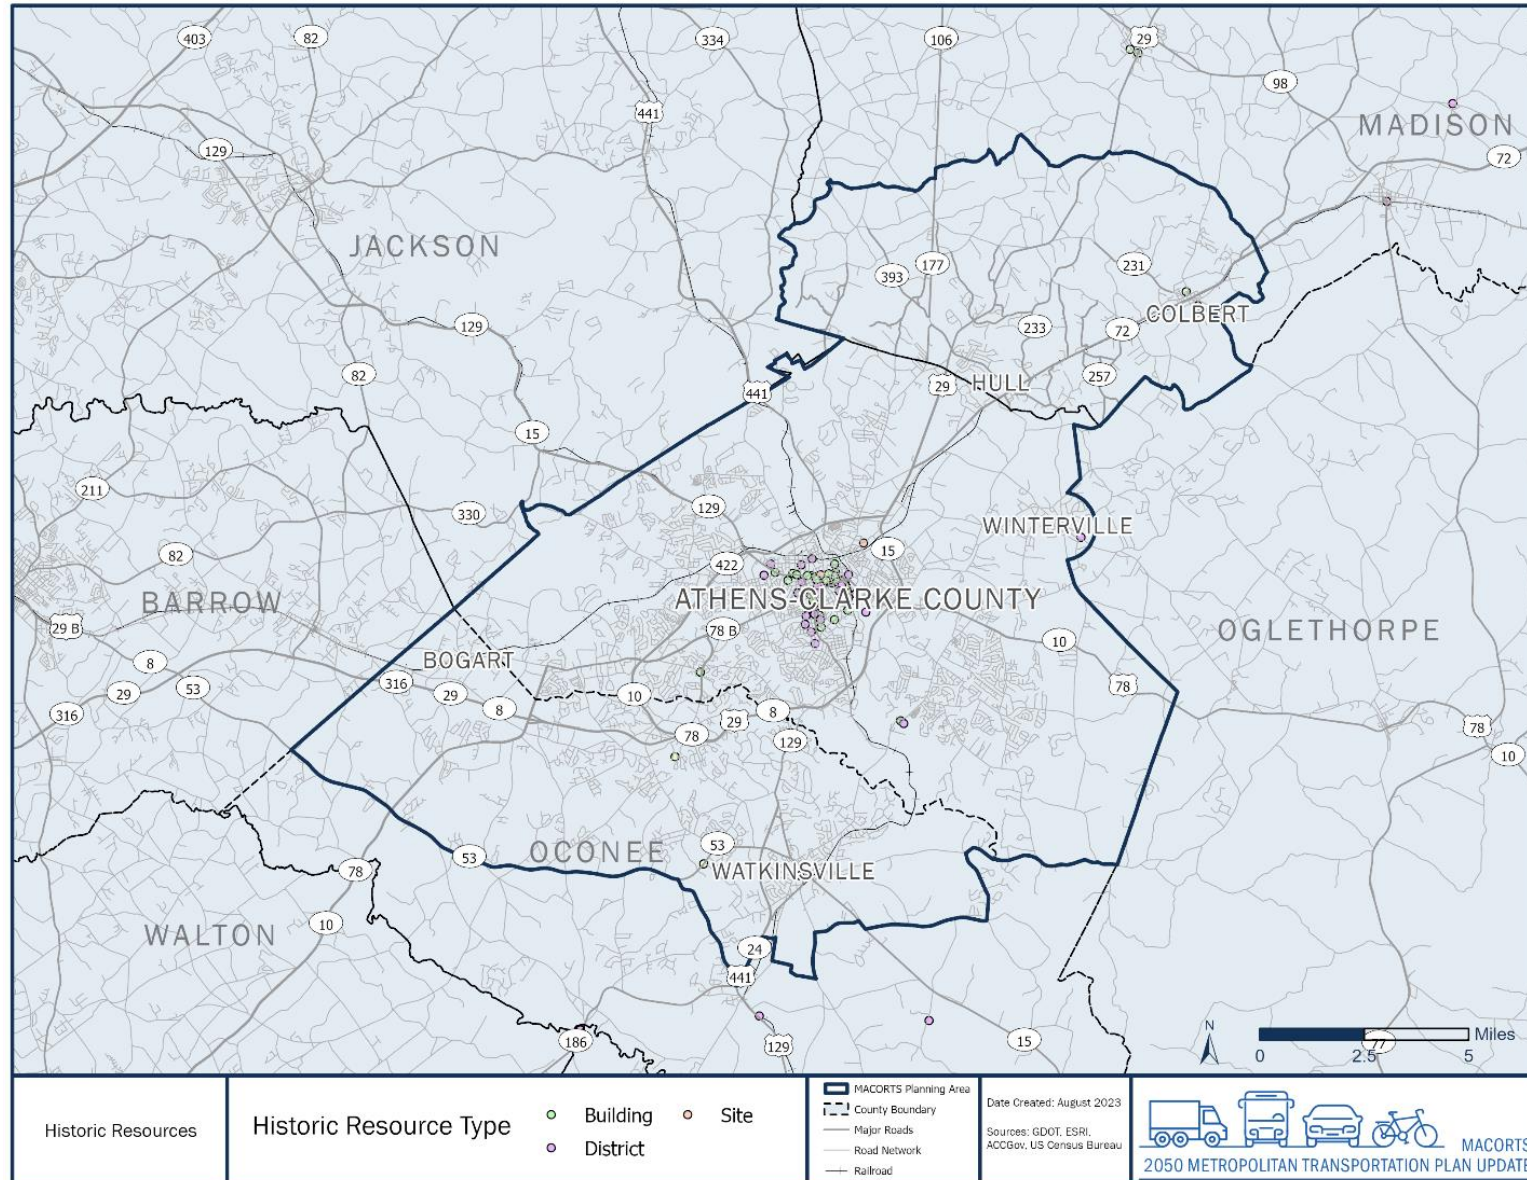 403
82
334
106
29
98
441
MADISON
129
72
JACKSON
393
177
231
COLBERT
129
233
72
82
441
29
HULL
257
15
211
330
129
WINTERVILLE
82
422
15
BARROW
ATHENS-CLARKE COUNTY
29 B
78 B
10
OGLETHORPE
8
BOGART
316
29
53
29
8
10
78
316
8
29
78
129
78
10
53
OCONEE
53
WATKINSVILLE
78
10
WALTON
24
441
186
129
15
N
Miles
77
0
2.5
5
Historic Resources
Historic Resource Type
Building
Site
District
MACORTS Planning Area
County Boundary
Major Roads
Road Network
Railroad
Date Created: August 2023
Sources: GDOT, ESRI,
ACCGov, US Census Bureau
MACORTS
2050 METROPOLITAN TRANSPORTATION PLAN UPDATE